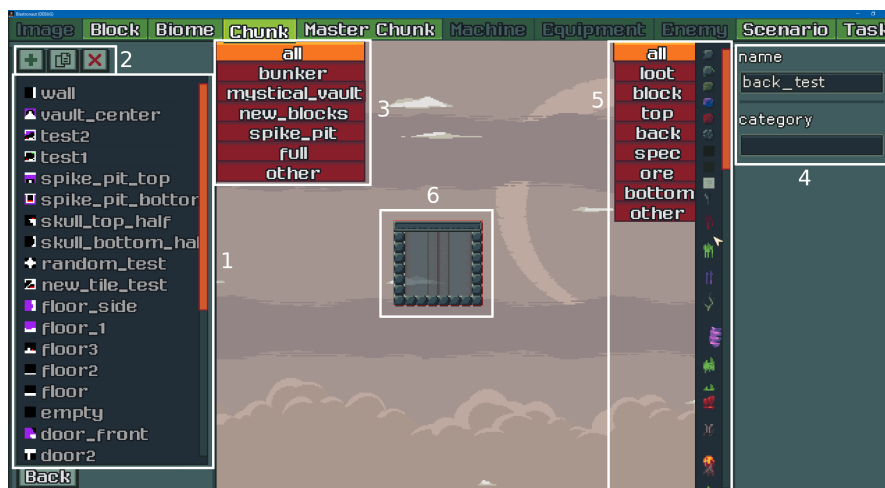 Blastronaut (DEBUG)
Image Block Biome Chunk Master Chunk Machine Equipment Enemy Scenario Task
2
all
bunker
mystical_vault
new_blocks
spike_pit
full
other
3
all
loot
block
top
back
spec
ore
bottom
other
5
name
back_test
category
4
wall
vault_center
test2
test1
spike_pit_top
spike_pit_bottor
skull_top_half
skull_bottom_hal
random_test
new_tile_test
floor_side
floor_1
floor3
floor2
floor
empty
door_front
door2
1
6
Back